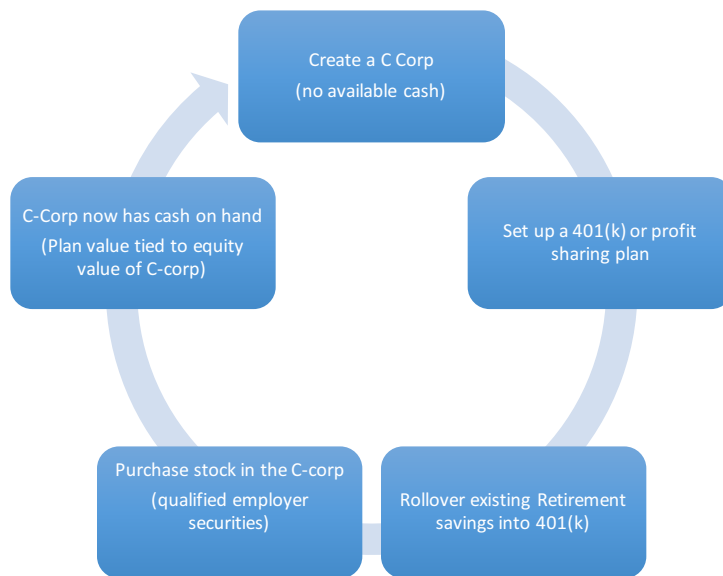 Create a C Corp
(no available cash)
Set up a 401(k) or profit
sharing plan
Rollover existing Retirement
savings into 401(k)
Purchase stock in the C-corp
(qualified employer
securities)
C-Corp now has cash on hand
(Plan value tied to equity
value of C-corp)